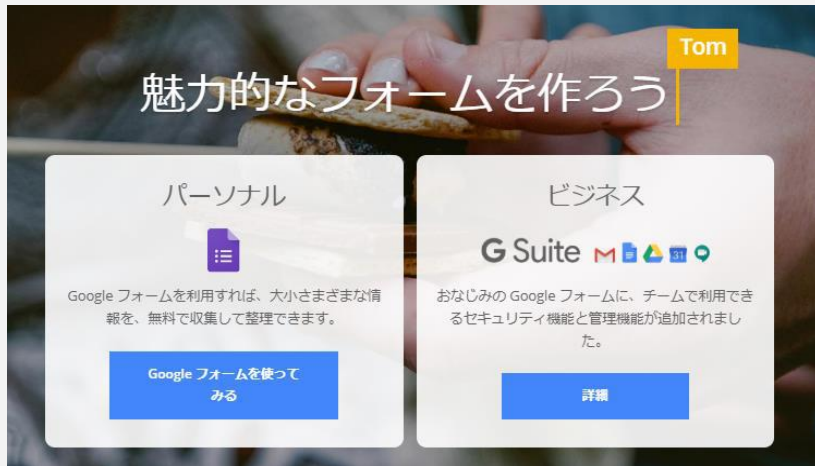 Tom
魅力的なフォームを作ろう
パーソナル
Google フォームを利用すれば、大小さまざまな情
報を、無料で収集して整理できます。
Google フォームを使って
みる
ビジネス
G Suite
31
おなじみの Google フォームに、チームで利用でき
るセキュリティ機能と管理機能が追加されまし
た。
詳細